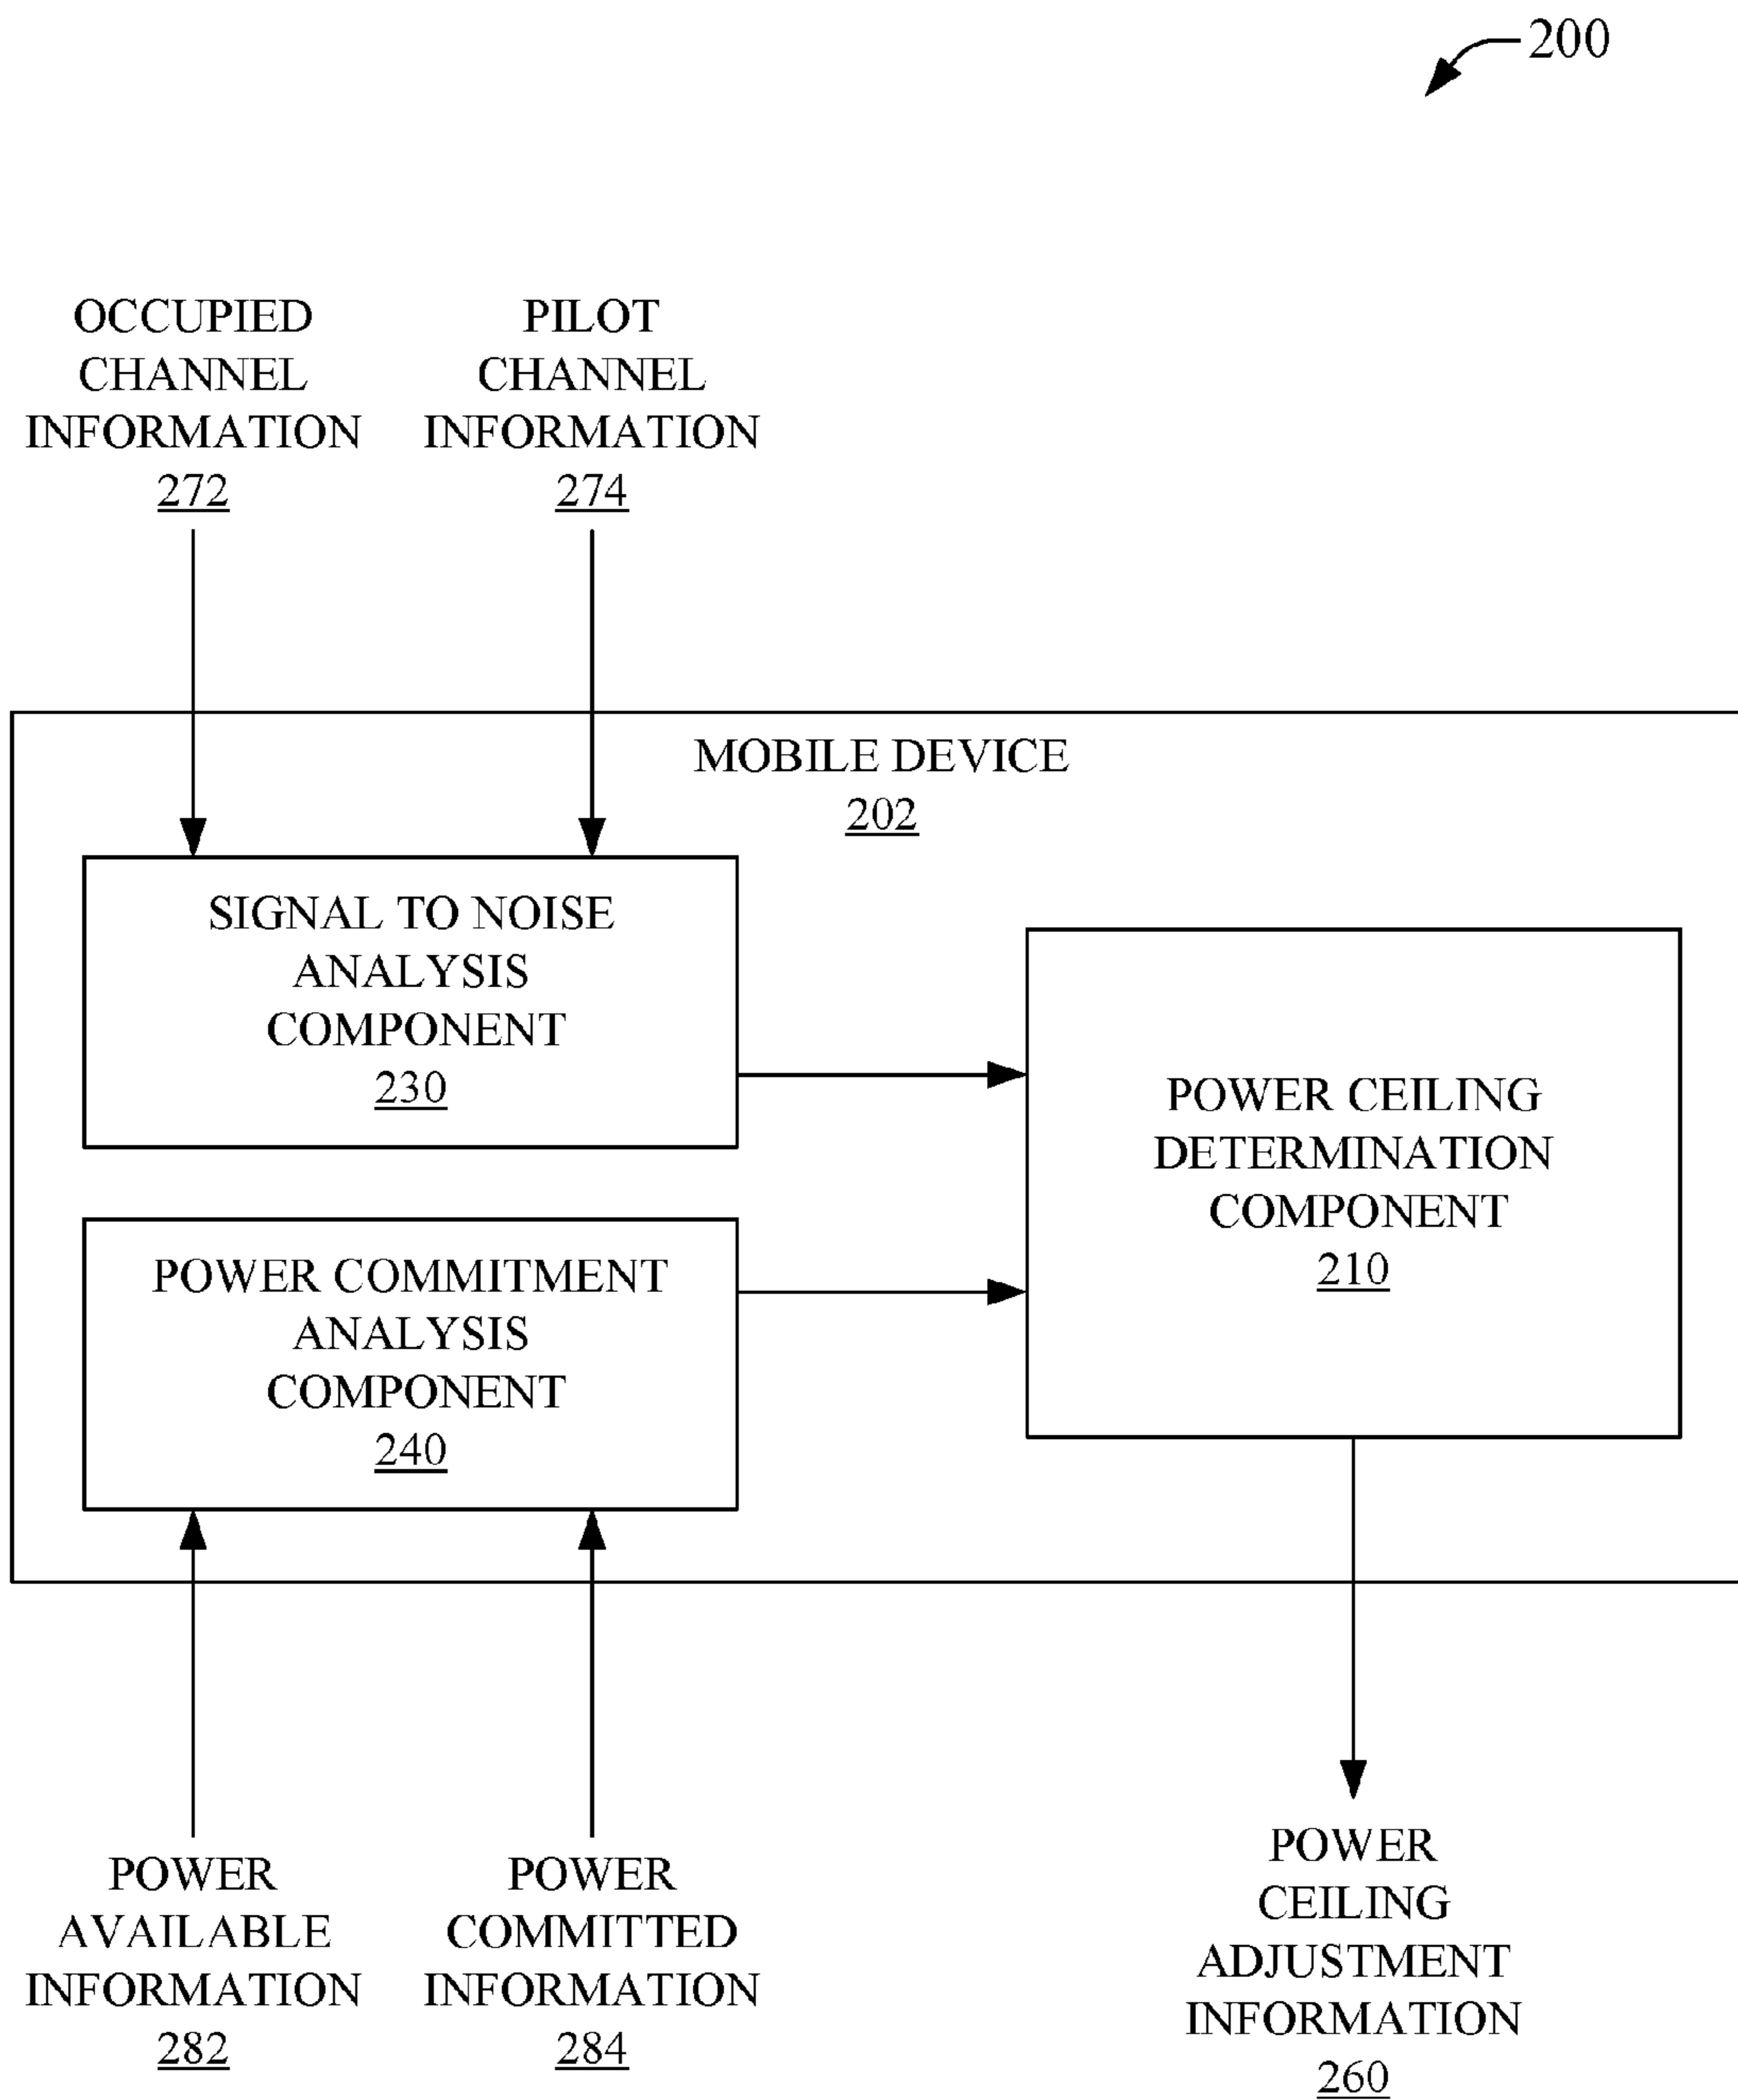 200
OCCUPIED
CHANNEL
INFORMATION
272
PILOT
CHANNEL
INFORMATION
274
MOBILE DEVICE
202
SIGNAL TO NOISE
ANALYSIS
COMPONENT
230
POWER CEILING
DETERMINATION
COMPONENT
210
POWER COMMITMENT
ANALYSIS
COMPONENT
240
POWER
AVAILABLE
INFORMATION
282
POWER
COMMITTED
INFORMATION
284
POWER
CEILING
ADJUSTMENT
INFORMATION
260